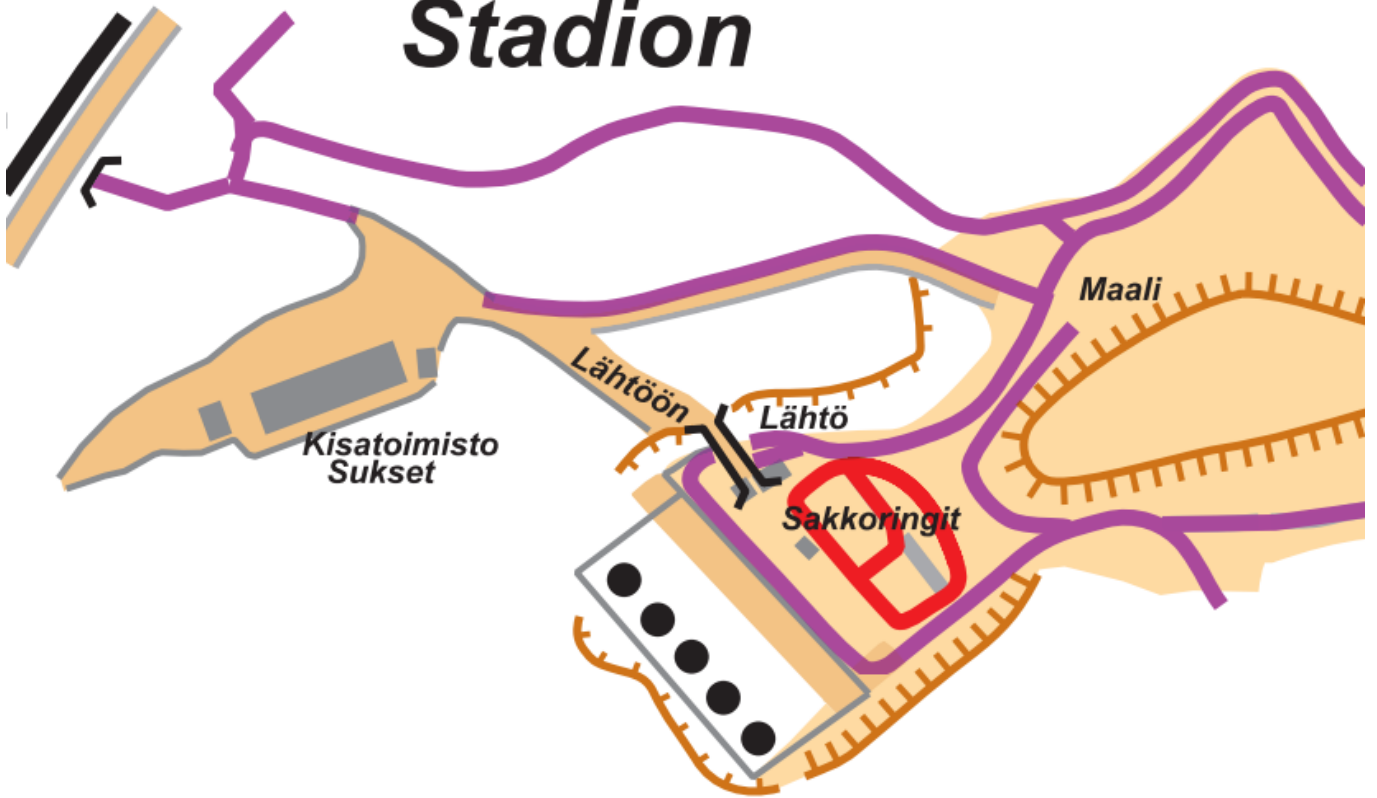 Stadion
Maali
Lähtöön
Lähtö
Kisatoimisto
Sukset
Sakkoringit